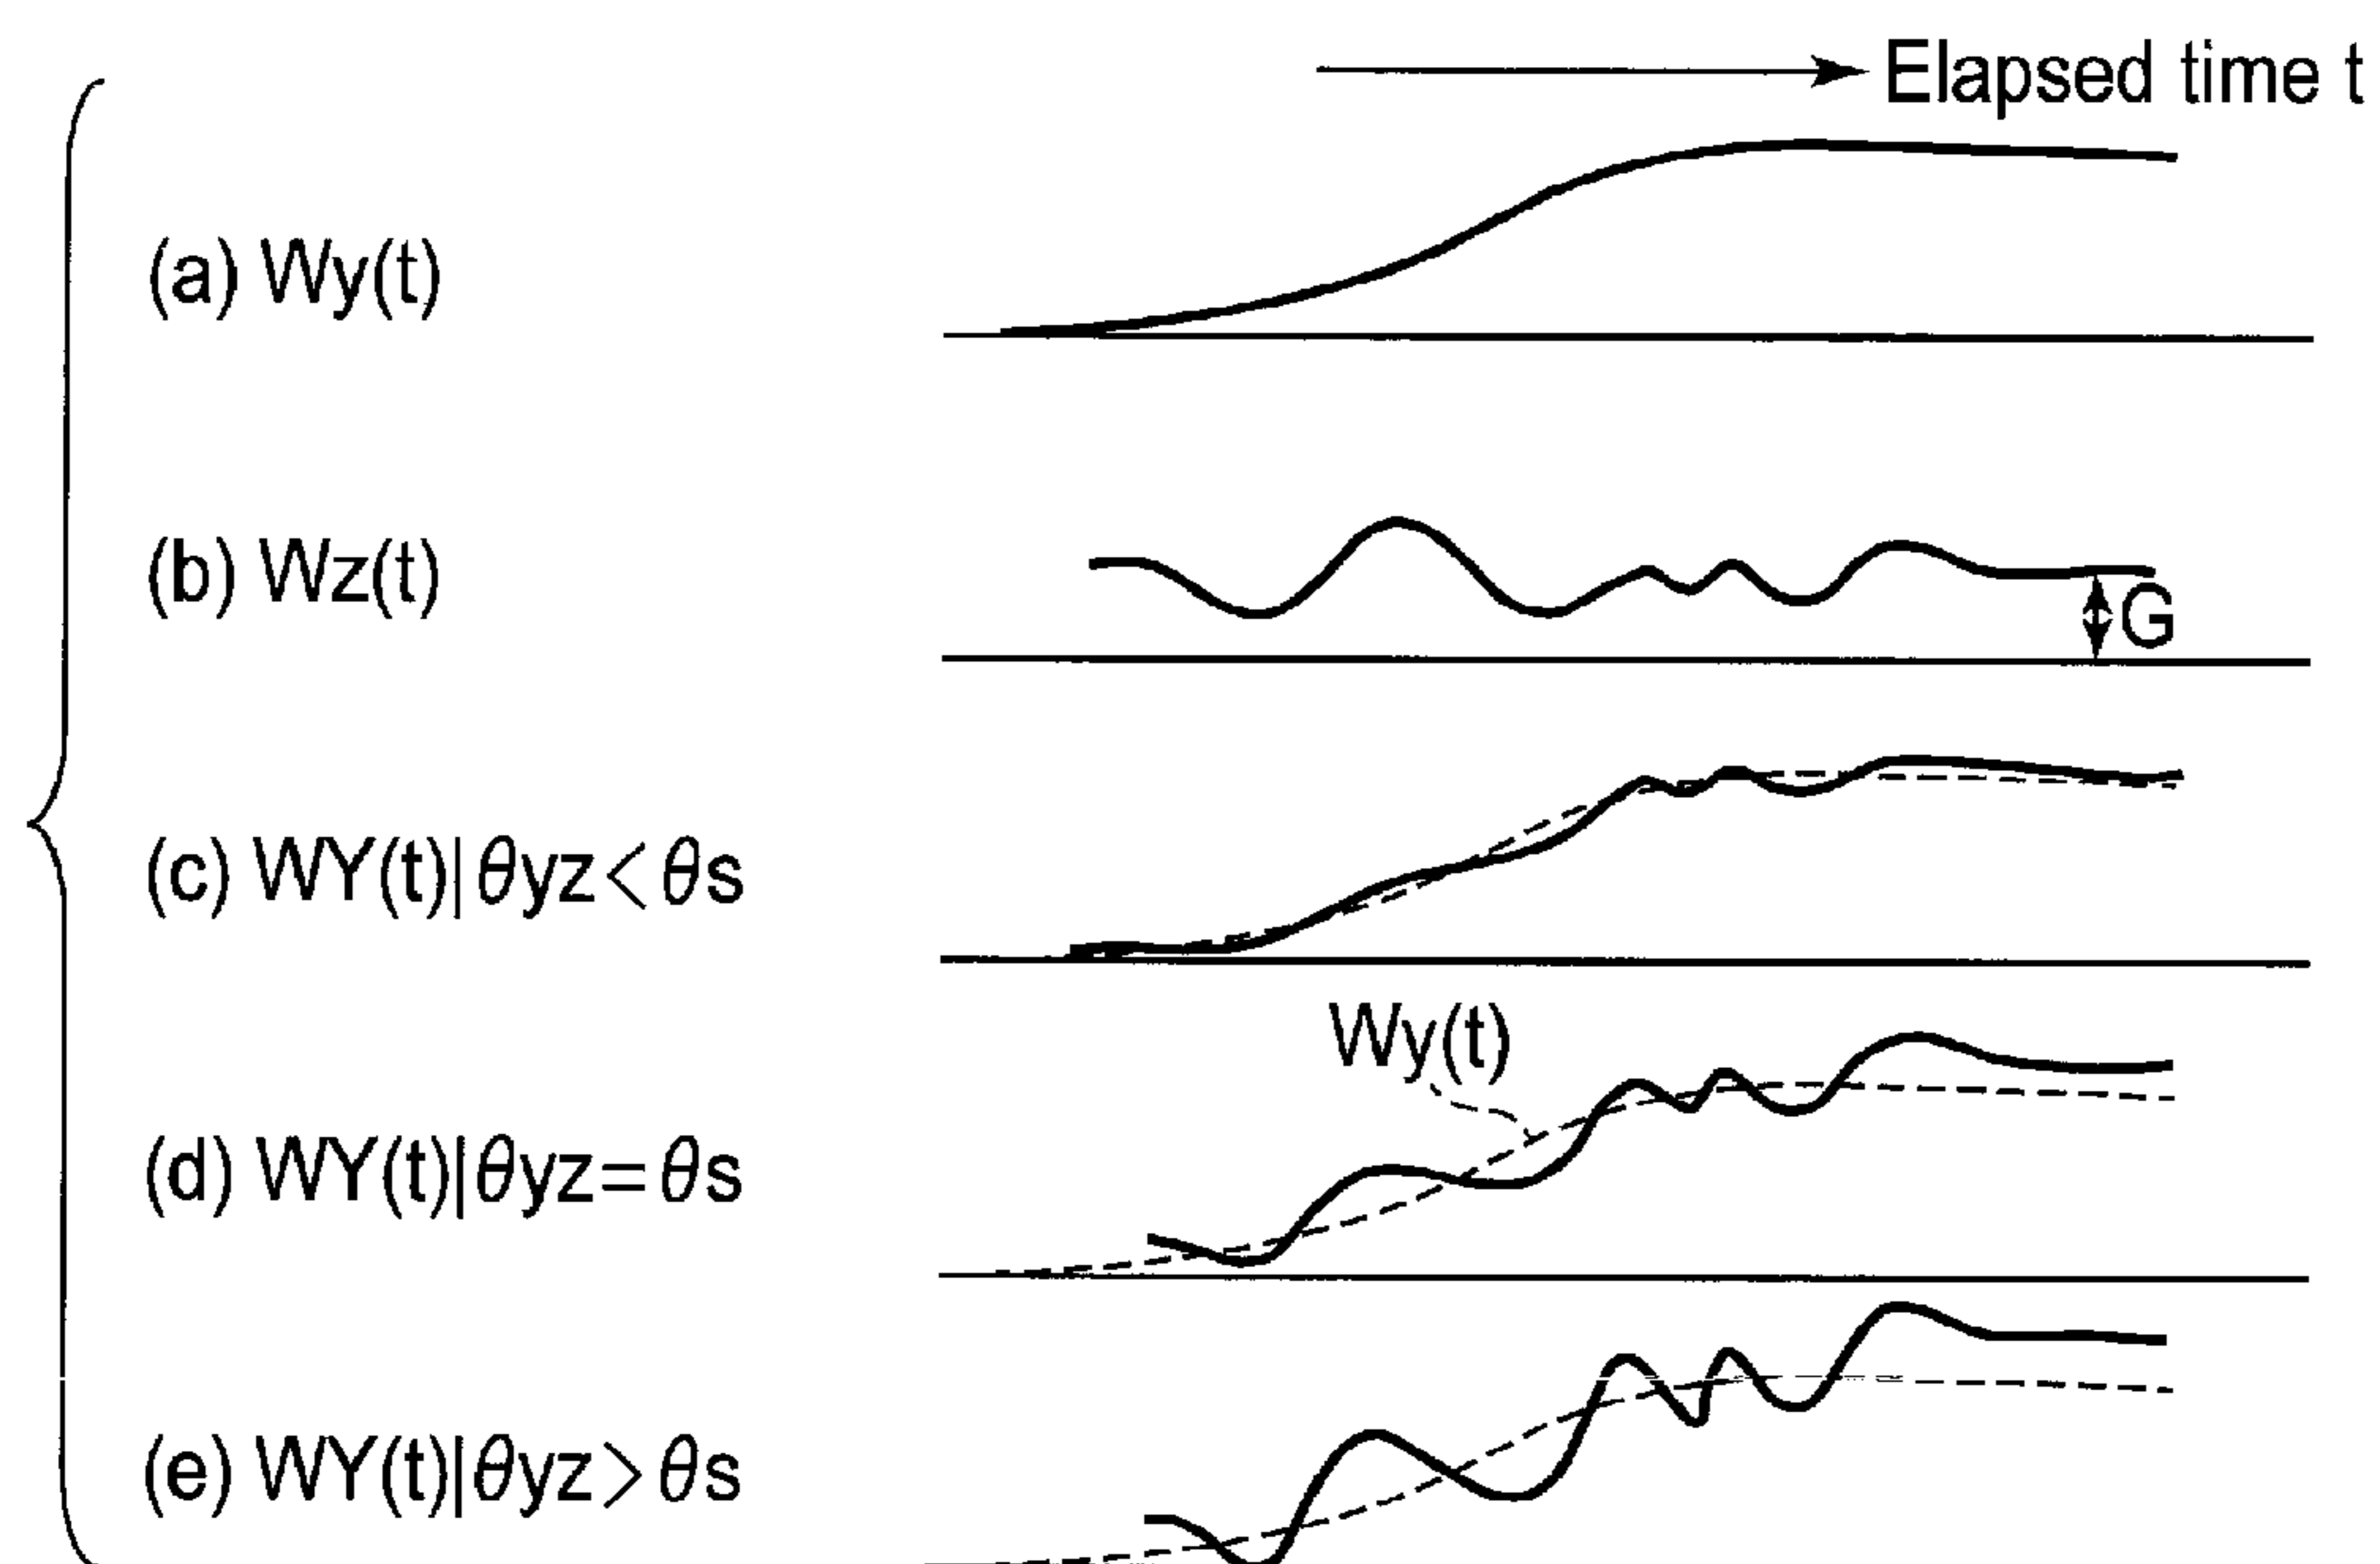 Elapsed time t
(a) Wy(t)
(b) Wz(t)
G
(c) WY(t)|θyz<θs
Wy(t)
(d) WY(t)|θyz=θs
(e) WY(t)|θyz>θs